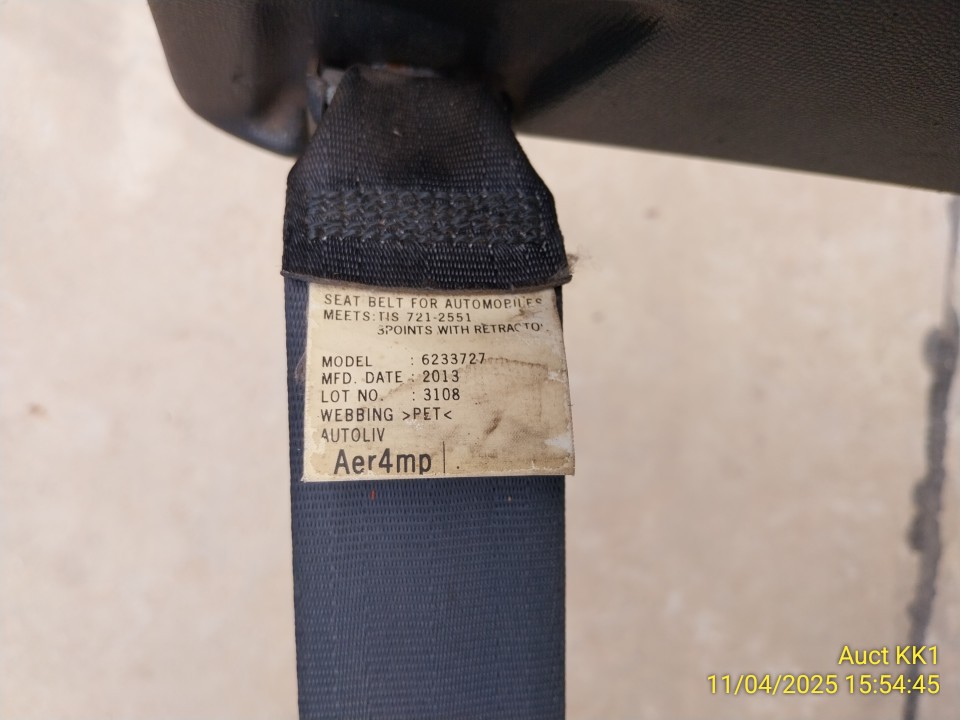 SEAT BELT FOR AUTOMOBILES
MEETS:TIS 721-2551
3POINTS WITH RETRACTO
MODEL : 6233727
MFD. DATE : 2013
LOT NO. : 3108
WEBBING >PET<
AUTOLIV
Aer4mp
Auct KK1
11/04/2025 15:54:45